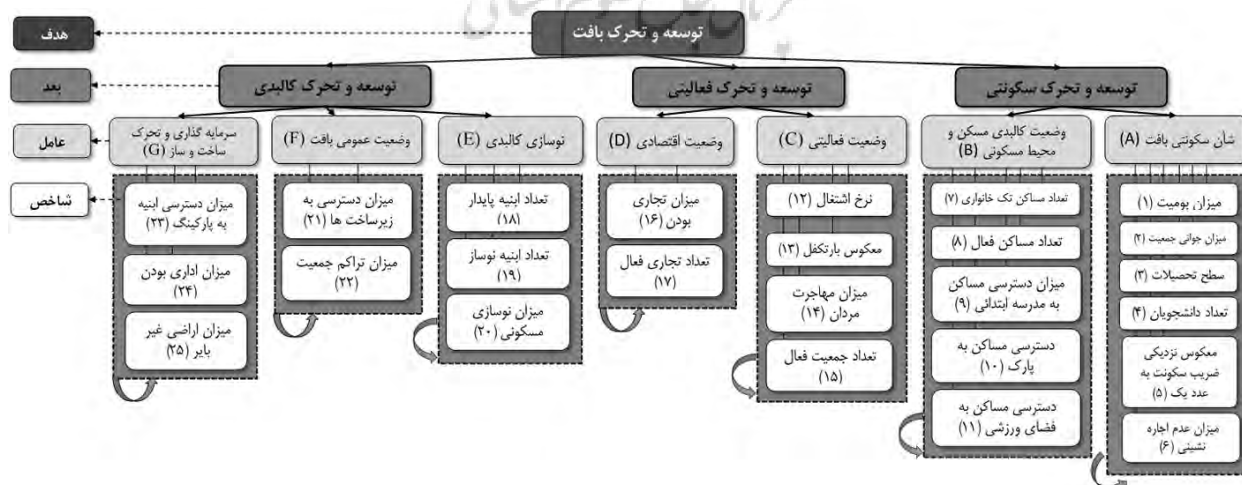 توسعه و تحرک بافت
هدف
توسعه و تحرک سکونتی
توسعه و تحرک فعالیتی
توسعه و تحرک کالبدی
بعد
شأن سکونتی بافت (A)
وضعیت کالبدی مسکن و
محیط مسکونی (B)
وضعیت فعالیتی (C)
وضعیت اقتصادی (D)
نوسازی کالبدی (E)
وضعیت عمومی بافت (F)
سرمایه گذاری و تحرک
ساخت و ساز (G)
عامل
میزان بومیت (۱)
میزان جوانی جمعیت (۲)
سطح تحصیلات (۳)
تعداد دانشجویان (۴)
معکوس نزدیکی
ضریب سکونت به
عدد یک (۵)
میزان عدم اجاره
نشینی (۶)
تعداد مساکن تک خانواری (۷)
تعداد مساکن فعال (۸)
میزان دسترسی مساکن
به مدرسه ابتدائی (۹)
دسترسی مساکن به
پارک (۱۰)
دسترسی مساکن به
فضای ورزشی (۱۱)
نرخ اشتغال (۱۲)
معکوس بارتکفل (۱۳)
میزان مهاجرت
مردان (۱۴)
تعداد جمعیت فعال
(۱۵)
میزان تجاری
بودن (۱۶)
تعداد تجاری فعال
(۱۷)
تعداد ابنیه پایدار
(۱۸)
تعداد ابنیه نوساز
(۱۹)
میزان نوسازی
مسکونی (۲۰)
میزان دسترسی به
زیرساخت ها (۲۱)
میزان تراکم جمعیت
(۲۲)
میزان دسترسی ابنیه
به پارکینگ (۲۳)
میزان اداری بودن
(۲۴)
میزان اراضی غیر
بایر (۲۵)
شاخص